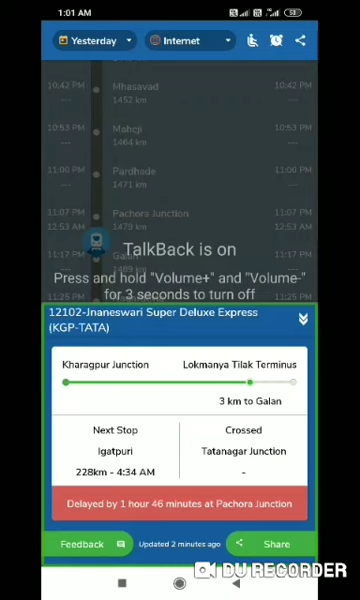 1:01 AM
Yesterday
Internet
10:42 PM Mhasavad 10:42 PM
--- 1452 km ---
10:53 PM Maheji 10:53 PM
--- 1464 km ---
11:00 PM Pardhade 11:00 PM
--- 1471 km ---
11:07 PM Pachora Junction 11:07 PM
12:53 AM 1479 km 12:53 AM
11:17 PM Galan 11:17 PM
TalkBack is on
Press and hold "Volume+" and "Volume-"
for 3 seconds to turn off
11:25 PM
12102-Jnaneswari Super Deluxe Express
(KGP-TATA)
Kharagpur Junction Lokmanya Tilak Terminus
3 km to Galan
Next Stop Crossed
Igatpuri Tatanagar Junction
228km - 4:34 AM -
Delayed by 1 hour 46 minutes at Pachora Junction
Feedback Updated 2 minutes ago Share
DU RECORDER